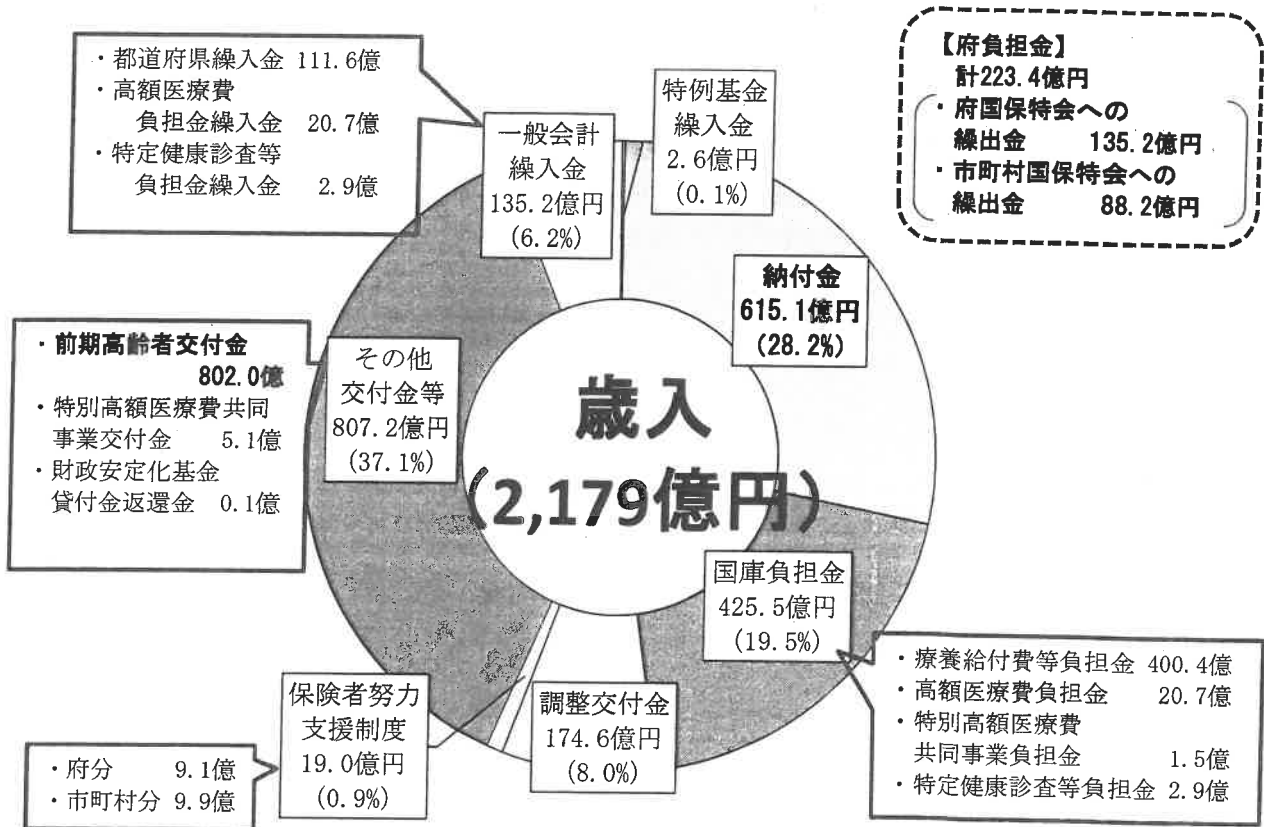 ・都道府県繰入金 111.6億
・高額医療費
負担金繰入金 20.7億
・特定健康診査等
負担金繰入金 2.9億
一般会計
繰入金
135.2億円
(6.2%)
特例基金
繰入金
2.6億円
(0.1%)
【府負担金】
計223.4億円
・府国保特会への
繰出金 135.2億円
・市町村国保特会への
繰出金 88.2億円
納付金
615.1億円
(28.2%)
・前期高齢者交付金
802.0億
・特別高額医療費共同
事業交付金 5.1億
・財政安定化基金
貸付金返還金 0.1億
その他
交付金等
807.2億円
(37.1%)
歳入
(2,179億円)
国庫負担金
425.5億円
(19.5%)
・療養給付費等負担金 400.4億
・高額医療費負担金 20.7億
・特別高額医療費
共同事業負担金 1.5億
・特定健康診査等負担金 2.9億
調整交付金
174.6億円
(8.0%)
保険者努力
支援制度
19.0億円
(0.9%)
・府分 9.1億
・市町村分 9.9億